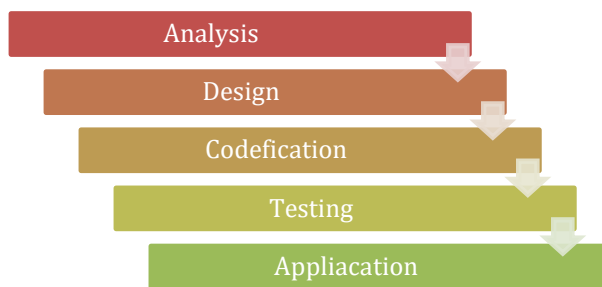 Analysis
Design
Codefication
Testing
Appliacation